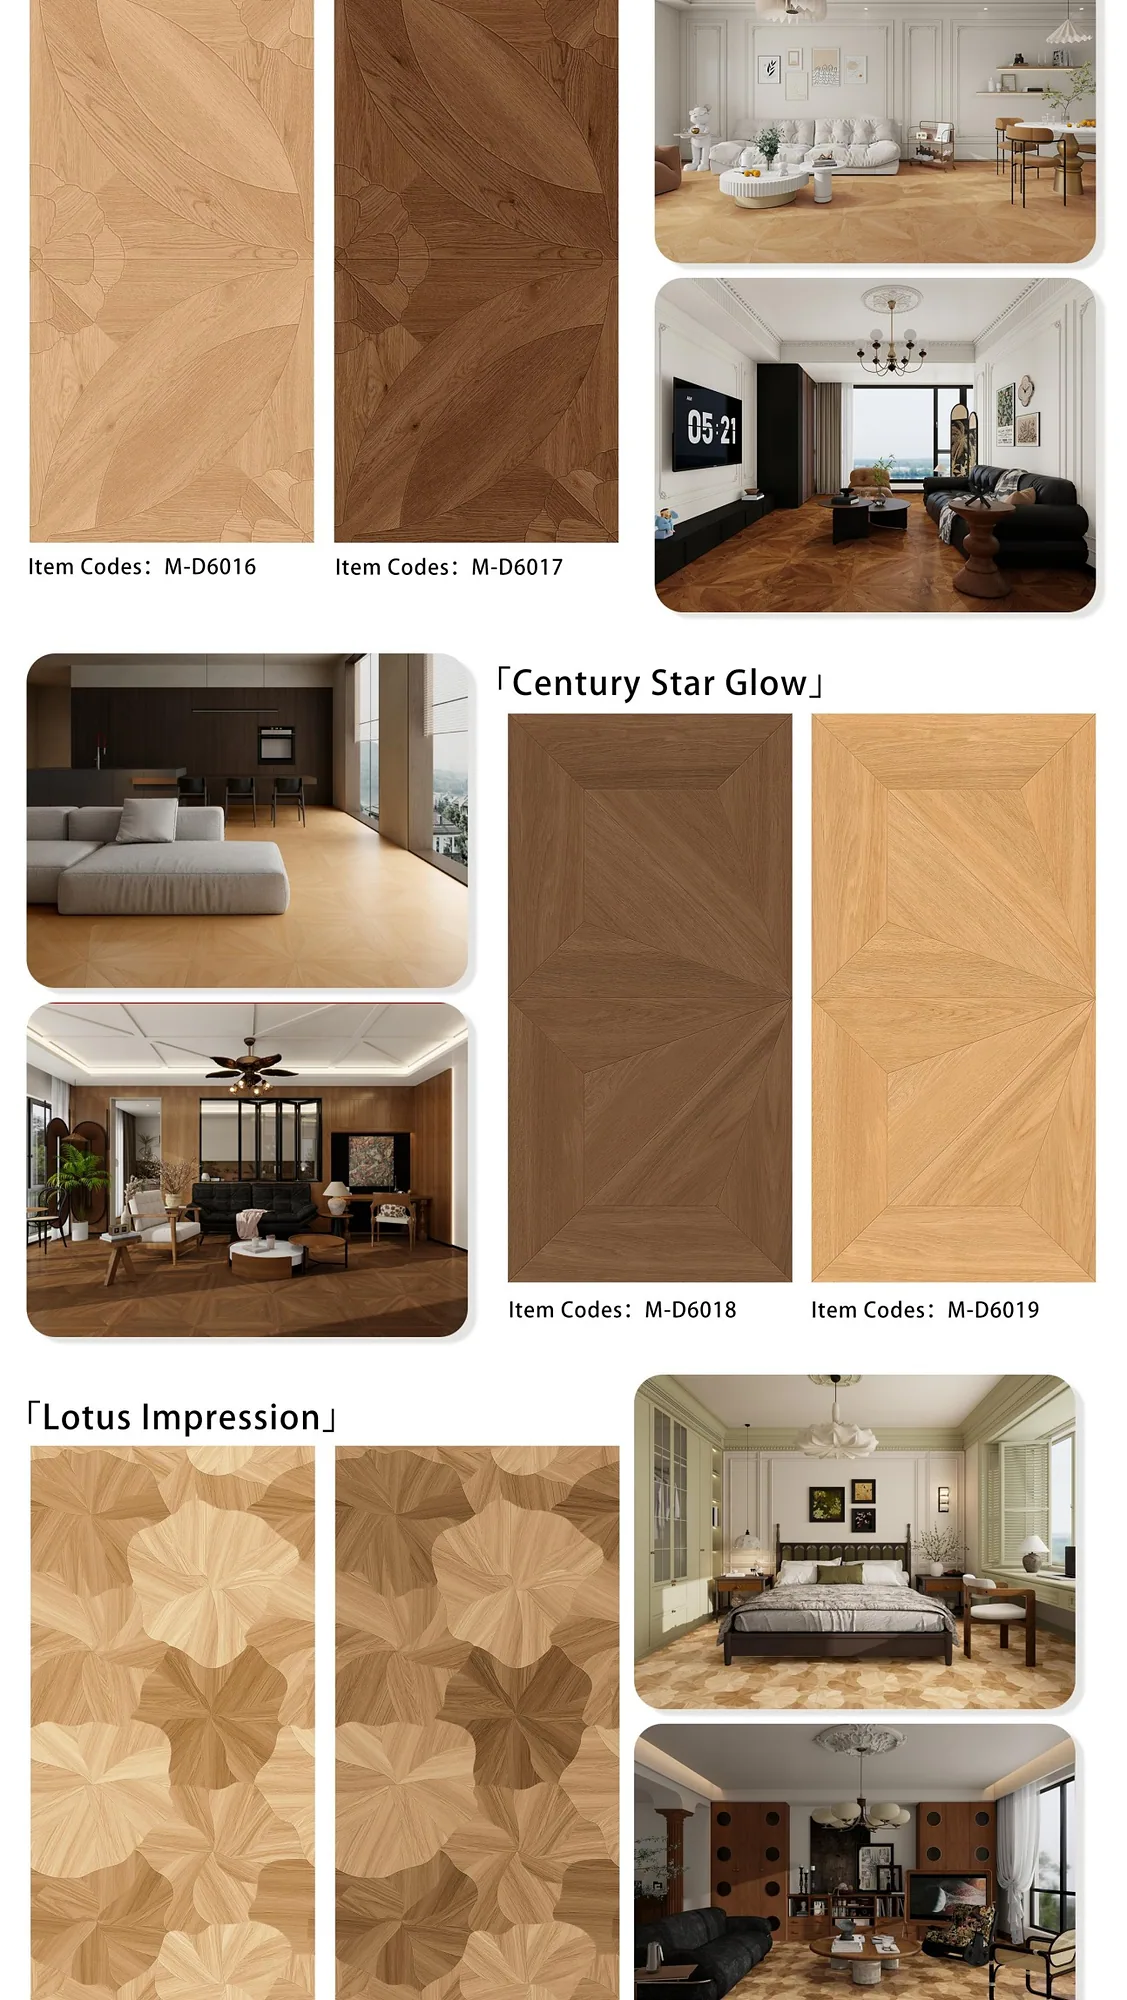 05:21
Item Codes: M-D6016
Item Codes: M-D6017
「Century Star Glow」
Item Codes: M-D6018
Item Codes: M-D6019
「Lotus Impression」